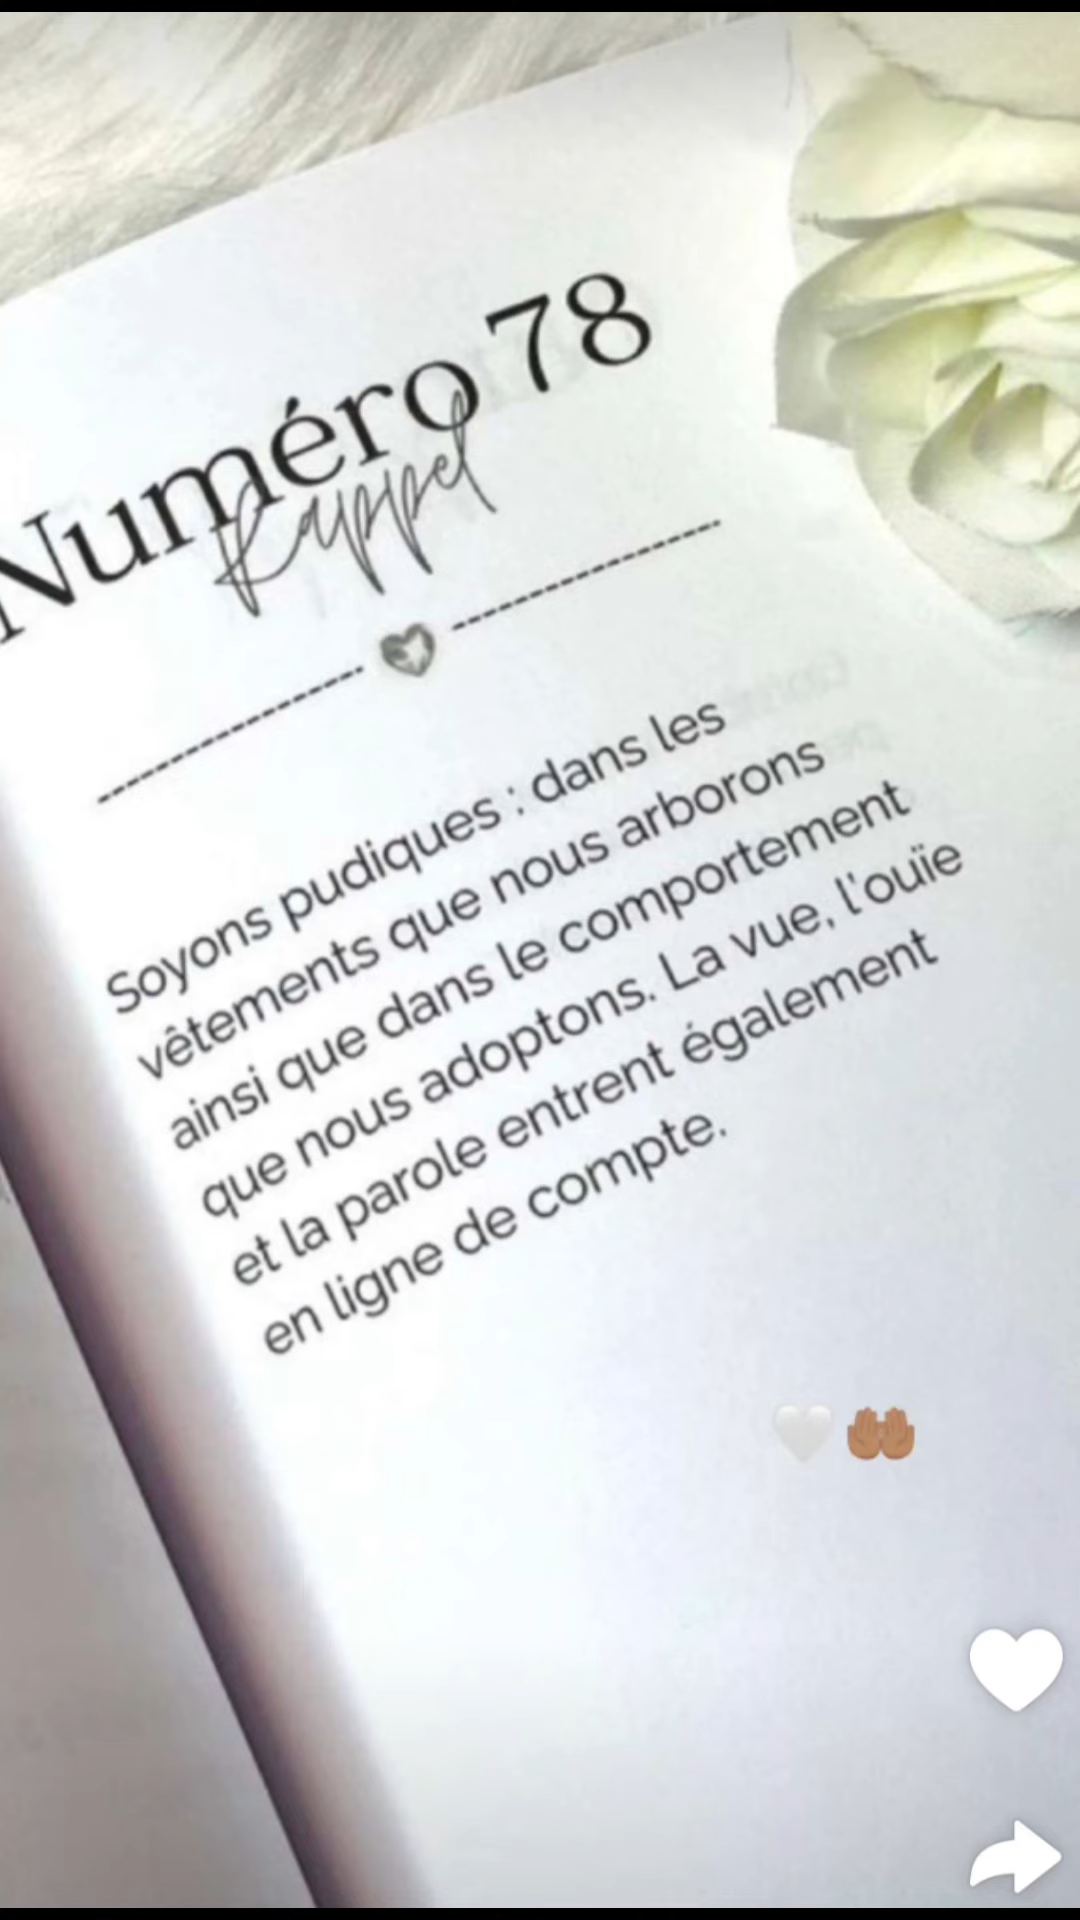 Numéro 78
Rappel
Soyons pudiques : dans les
vêtements que nous arborons
ainsi que dans le comportement
que nous adoptons. La vue, l'ouïe
et la parole entrent également
en ligne de compte.